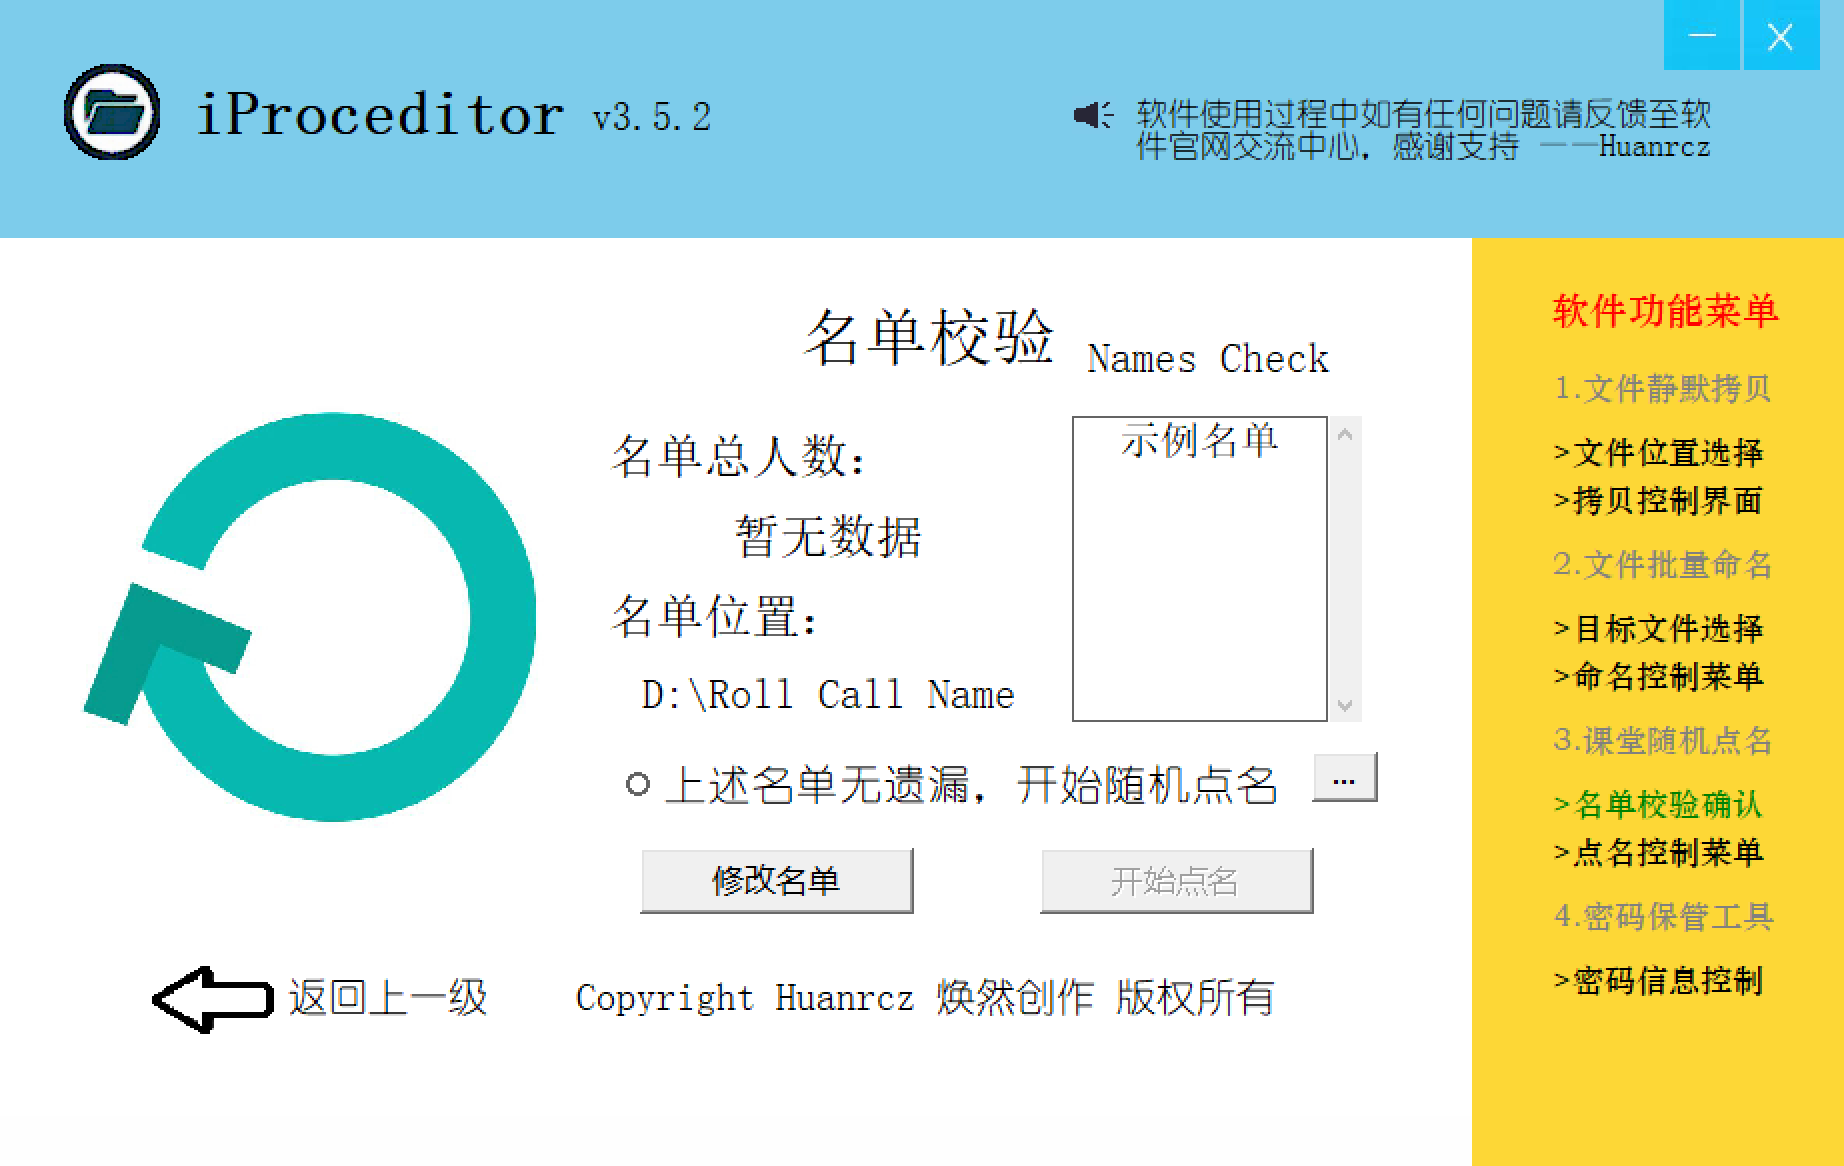 iProceditor v3.5.2
软件使用过程中如有任何问题请反馈至软
件官网交流中心，感谢支持 ——Huanrcz
名单校验 Names Check
名单总人数：
暂无数据
名单位置：
D:\Roll Call Name
示例名单
上述名单无遗漏，开始随机点名
...
修改名单
开始点名
返回上一级
Copyright Huanrcz 焕然创作 版权所有
软件功能菜单
1.文件静默拷贝
>文件位置选择
>拷贝控制界面
2.文件批量命名
>目标文件选择
>命名控制菜单
3.课堂随机点名
>名单校验确认
>点名控制菜单
4.密码保管工具
>密码信息控制